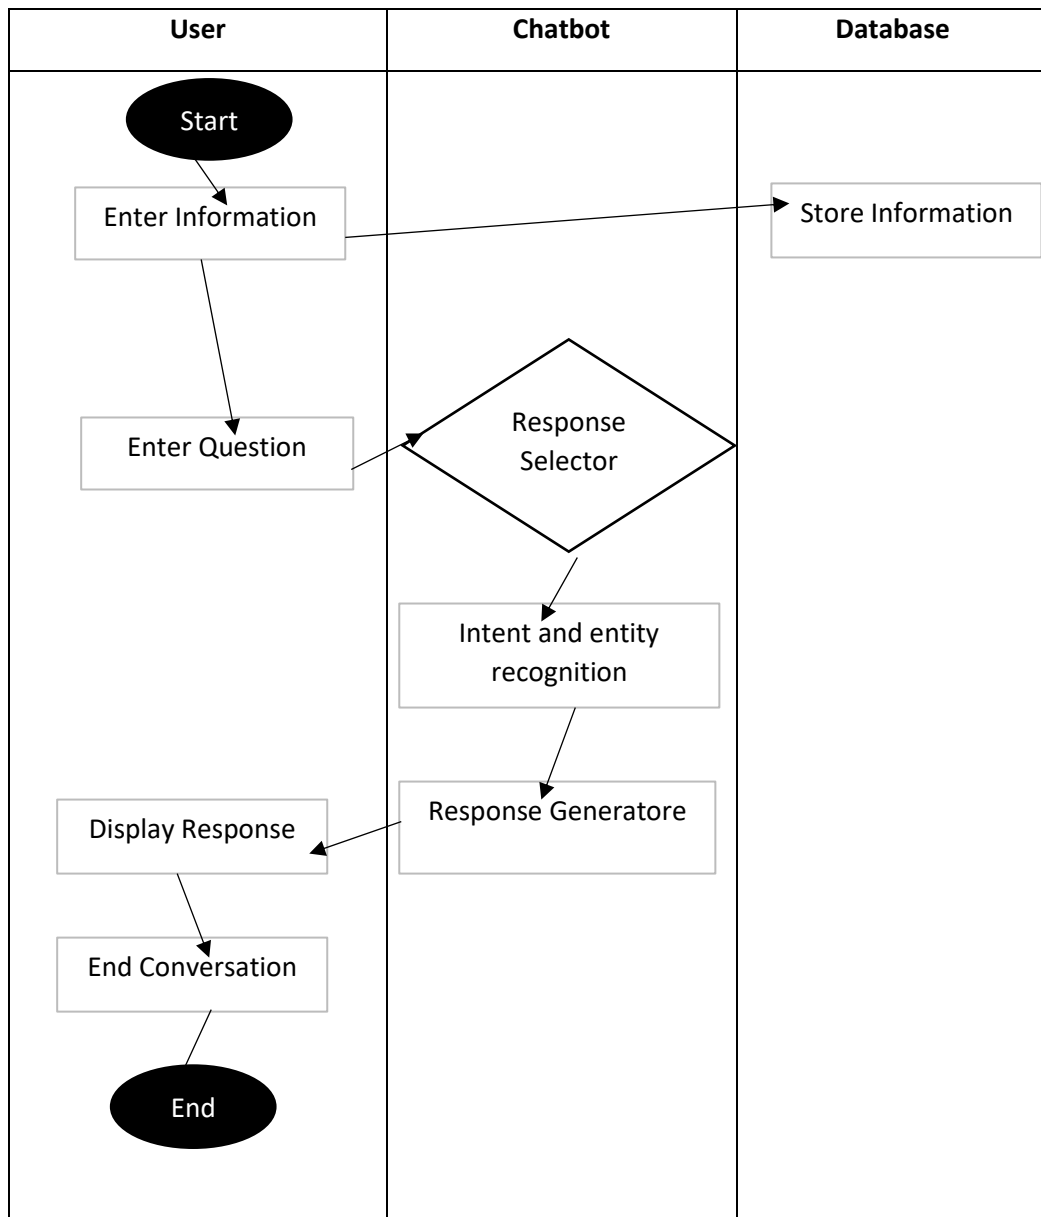 User
Chatbot
Database
Start
Enter Information
Store Information
Enter Question
Response
Selector
Intent and entity
recognition
Response Generatore
Display Response
End Conversation
End